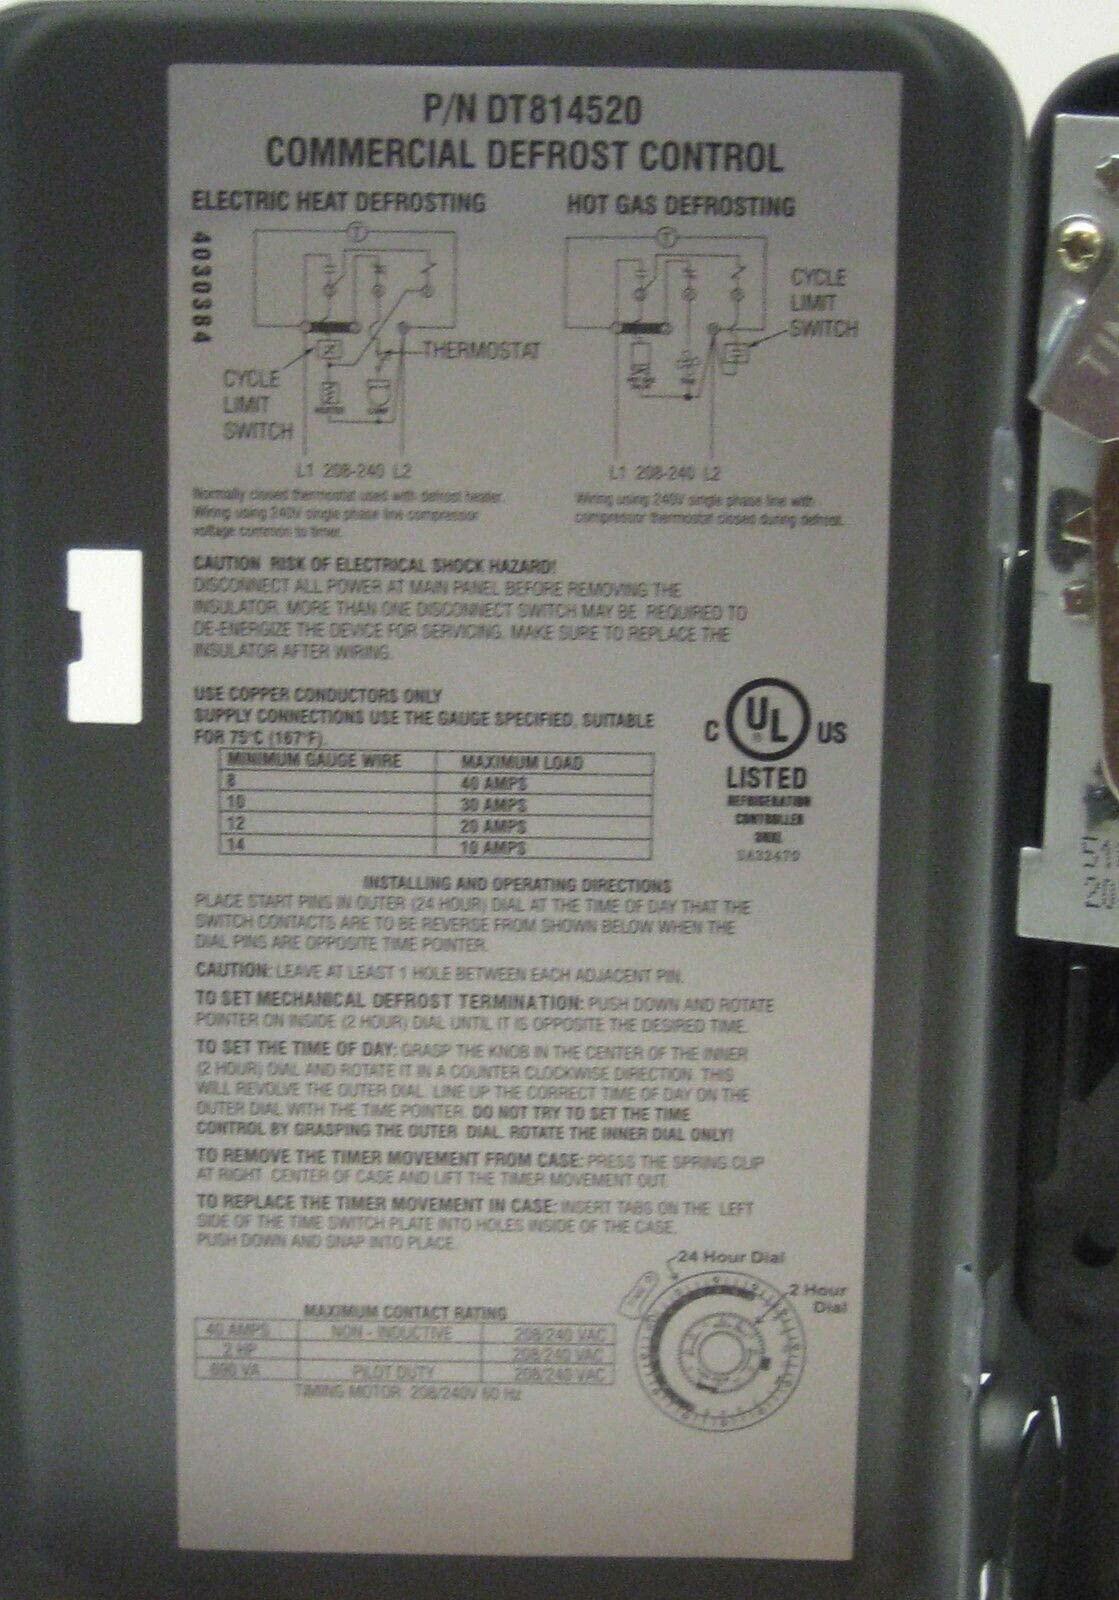 P/N DT814520
COMMERCIAL DEFROST CONTROL
ELECTRIC HEAT DEFROSTING
4030384
T
CYCLE
LIMIT
SWITCH
THERMOSTAT
HEATER
L1 208-240 L2
Normally closed thermostat used with defrost heater.
Wiring using 240V single phase line compressor
voltage common to timer.
HOT GAS DEFROSTING
T
CYCLE
LIMIT
SWITCH
L1 208-240 L2
Wiring using 240V single phase line with
compressor thermostat closed during defrost.
CAUTION RISK OF ELECTRICAL SHOCK HAZARD!
DISCONNECT ALL POWER AT MAIN PANEL BEFORE REMOVING THE
INSULATOR. MORE THAN ONE DISCONNECT SWITCH MAY BE REQUIRED TO
DE-ENERGIZE THE DEVICE FOR SERVICING. MAKE SURE TO REPLACE THE
INSULATOR AFTER WIRING.
USE COPPER CONDUCTORS ONLY
SUPPLY CONNECTIONS USE THE GAUGE SPECIFIED, SUITABLE
FOR 75°C (167°F).
MINIMUM GAUGE WIRE MAXIMUM LOAD
8 40 AMPS
10 30 AMPS
12 20 AMPS
14 10 AMPS
C UL US
®
LISTED
REFRIGERATION
CONTROLLER
SA32470
INSTALLING AND OPERATING DIRECTIONS
PLACE START PINS IN OUTER (24 HOUR) DIAL AT THE TIME OF DAY THAT THE
SWITCH CONTACTS ARE TO BE REVERSE FROM SHOWN BELOW WHEN THE
DIAL PINS ARE OPPOSITE TIME POINTER.
CAUTION: LEAVE AT LEAST 1 HOLE BETWEEN EACH ADJACENT PIN.
TO SET MECHANICAL DEFROST TERMINATION: PUSH DOWN AND ROTATE
POINTER ON INSIDE (2 HOUR) DIAL UNTIL IT IS OPPOSITE THE DESIRED TIME.
TO SET THE TIME OF DAY: GRASP THE KNOB IN THE CENTER OF THE INNER
(2 HOUR) DIAL AND ROTATE IT IN A COUNTER CLOCKWISE DIRECTION. THIS
WILL REVOLVE THE OUTER DIAL. LINE UP THE CORRECT TIME OF DAY ON THE
OUTER DIAL WITH THE TIME POINTER. DO NOT TRY TO SET THE TIME
CONTROL BY GRASPING THE OUTER DIAL. ROTATE THE INNER DIAL ONLY!
TO REMOVE THE TIMER MOVEMENT FROM CASE: PRESS THE SPRING CLIP
AT RIGHT CENTER OF CASE AND LIFT THE TIMER MOVEMENT OUT.
TO REPLACE THE TIMER MOVEMENT IN CASE: INSERT TABS ON THE LEFT
SIDE OF THE TIME SWITCH PLATE INTO HOLES INSIDE OF THE CASE.
PUSH DOWN AND SNAP INTO PLACE.
24 Hour Dial
2 Hour
Dial
MAXIMUM CONTACT RATING
40 AMPS NON - INDUCTIVE 208/240 VAC
2 HP 208/240 VAC
690 VA PILOT DUTY 208/240 VAC
TIMING MOTOR 208/240V 60 Hz